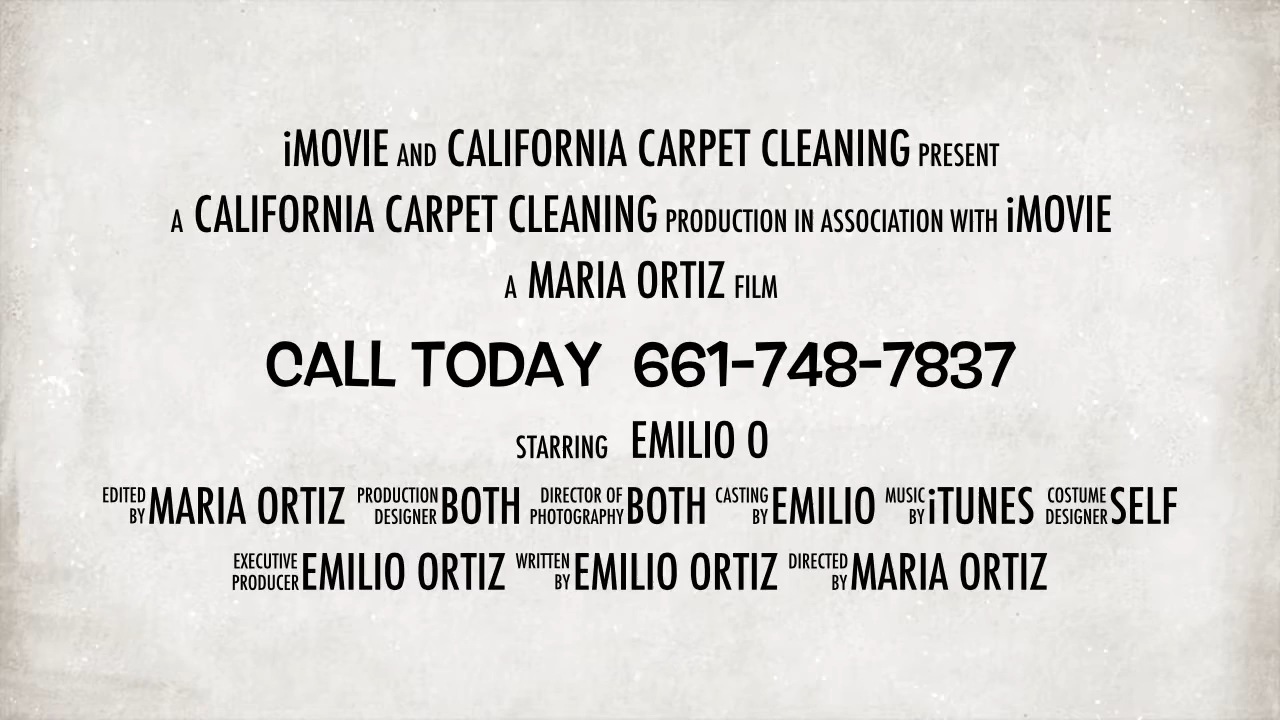 iMOVIE AND CALIFORNIA CARPET CLEANING PRESENT
A CALIFORNIA CARPET CLEANING PRODUCTION IN ASSOCIATION WITH iMOVIE
A MARIA ORTIZ FILM
CALL TODAY 661-748-7837
STARRING EMILIO O
EDITED BY MARIA ORTIZ PRODUCTION DESIGNER BOTH DIRECTOR OF PHOTOGRAPHY BOTH CASTING BY EMILIO MUSIC BY iTUNES COSTUME DESIGNER SELF
EXECUTIVE PRODUCER EMILIO ORTIZ WRITTEN BY EMILIO ORTIZ DIRECTED BY MARIA ORTIZ